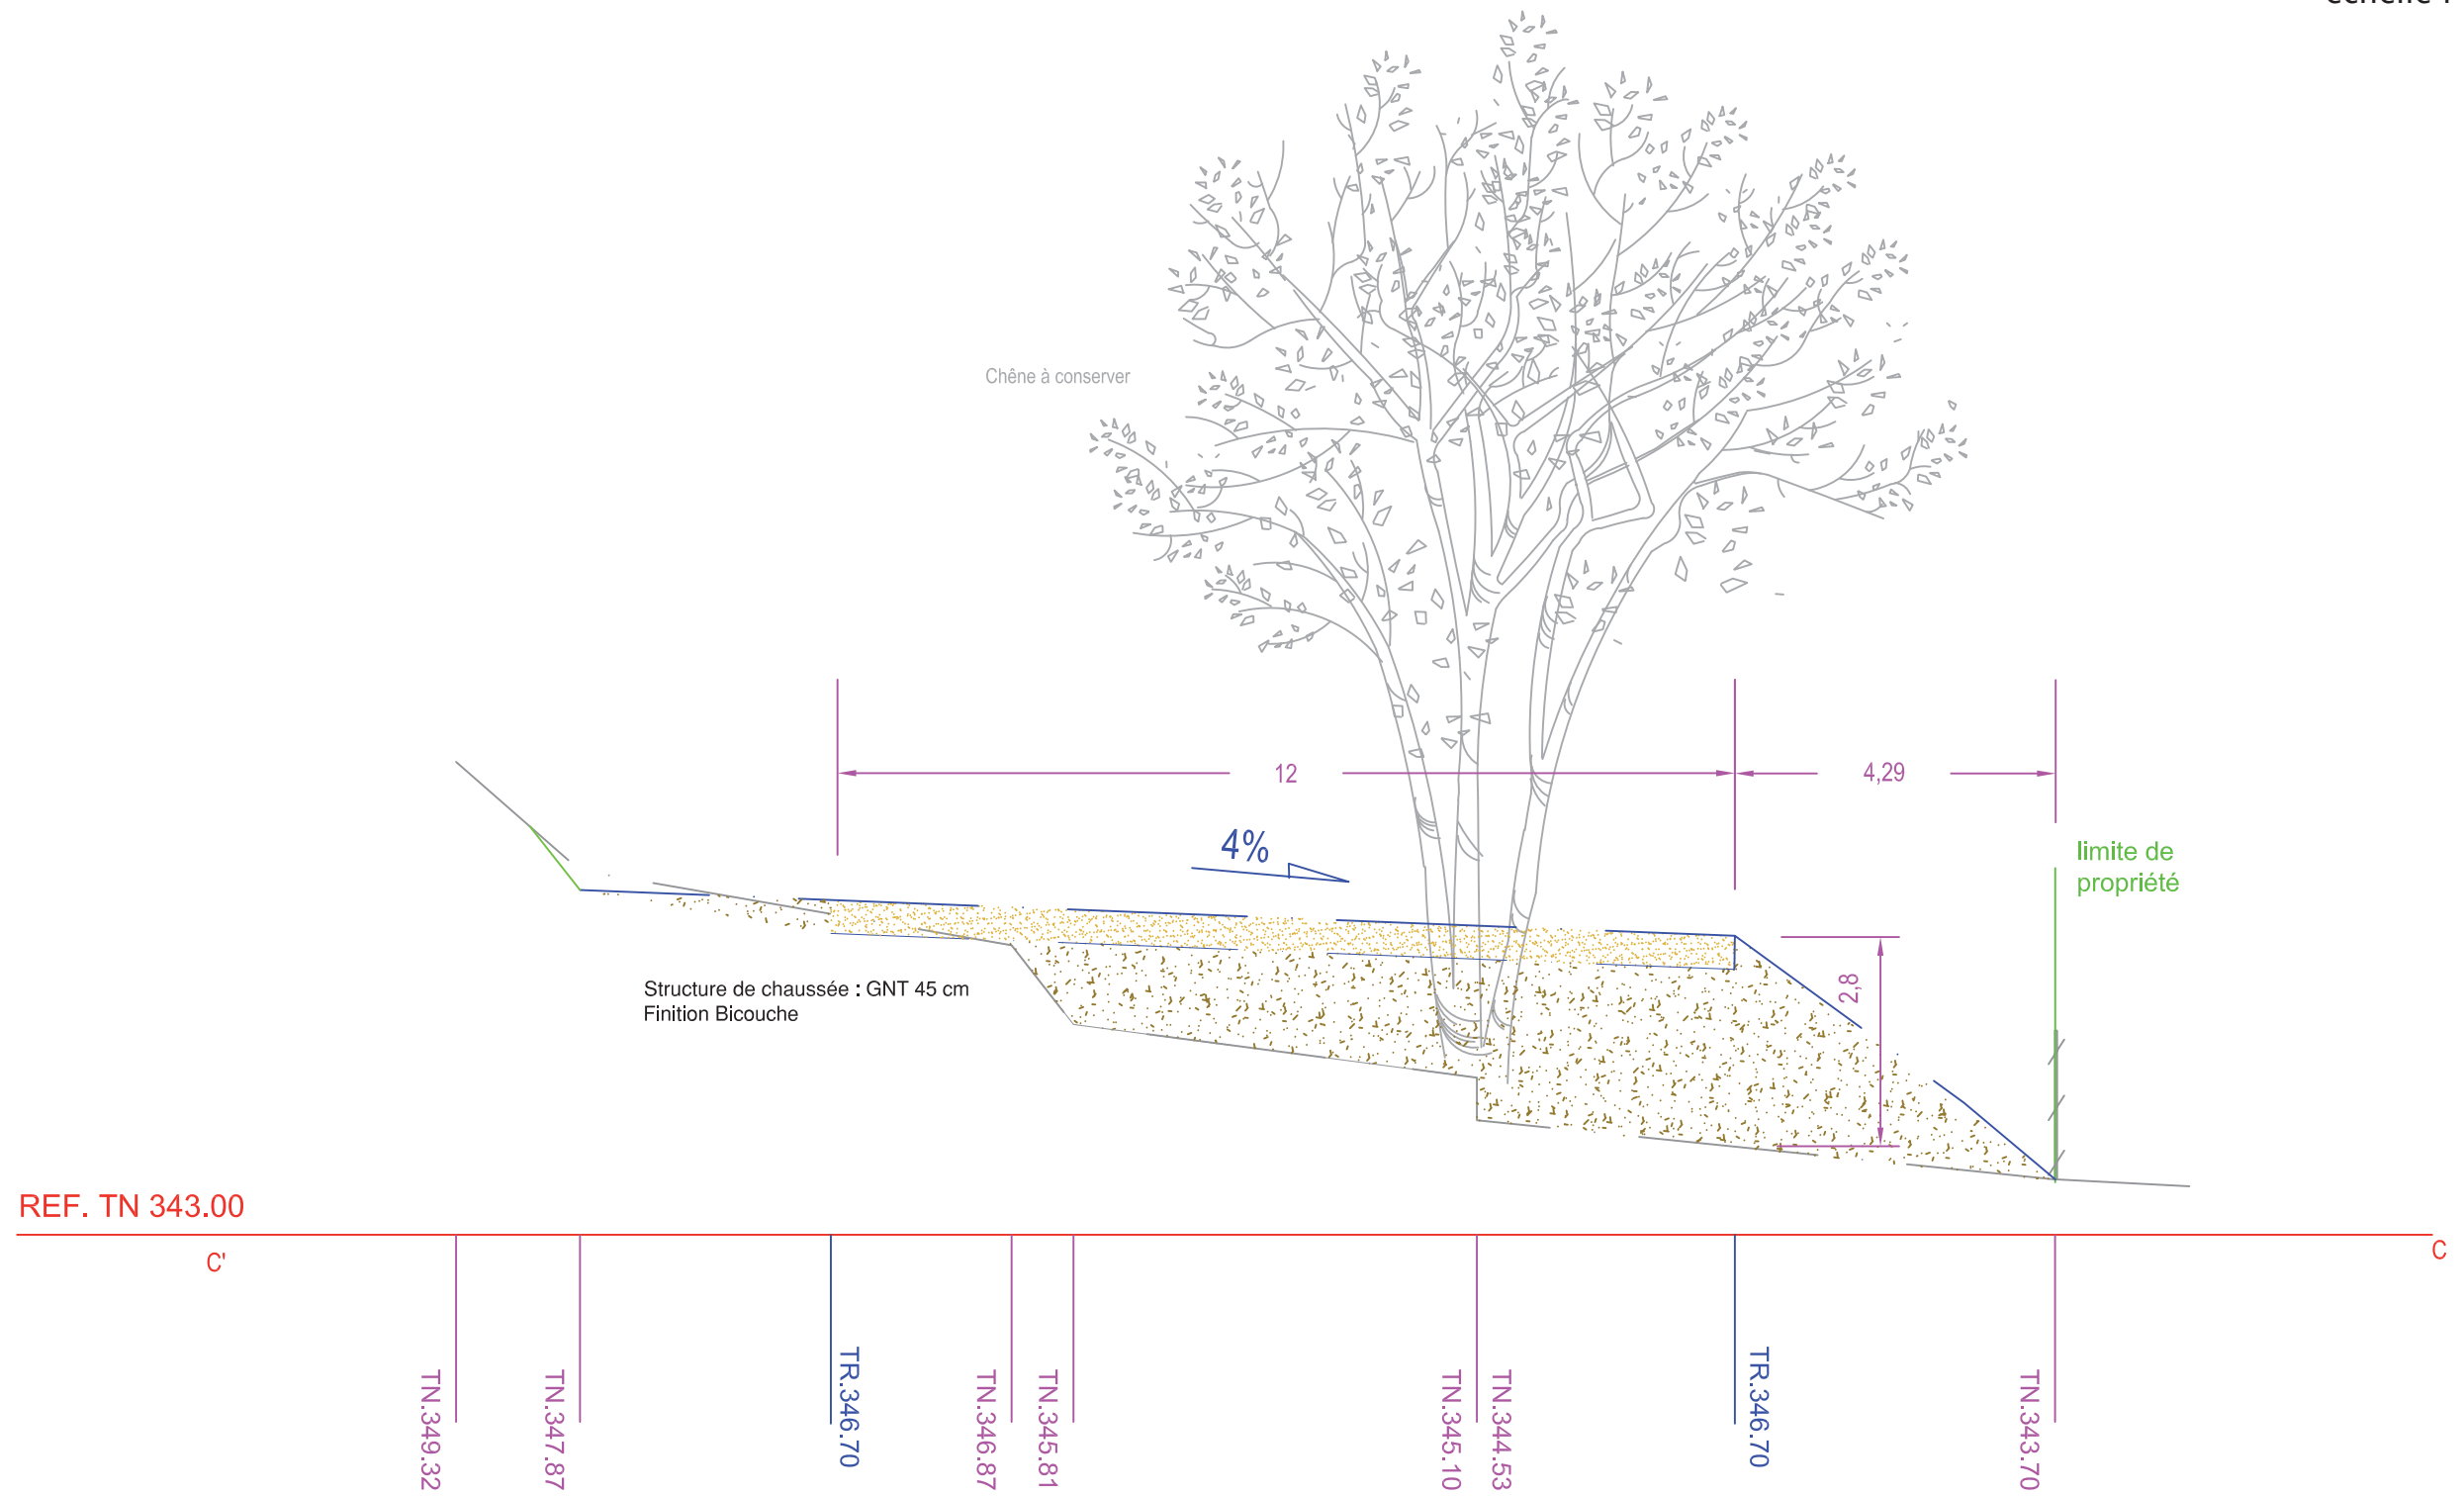 Chêne à conserver
12
4,29
4%
limite de
propriété
2,8
Structure de chaussée : GNT 45 cm
Finition Bicouche
REF. TN 343.00
C'
C
TN.349.32
TN.347.87
TR.346.70
TN.346.87
TN.345.81
TN.345.10
TN.344.53
TR.346.70
TN.343.70